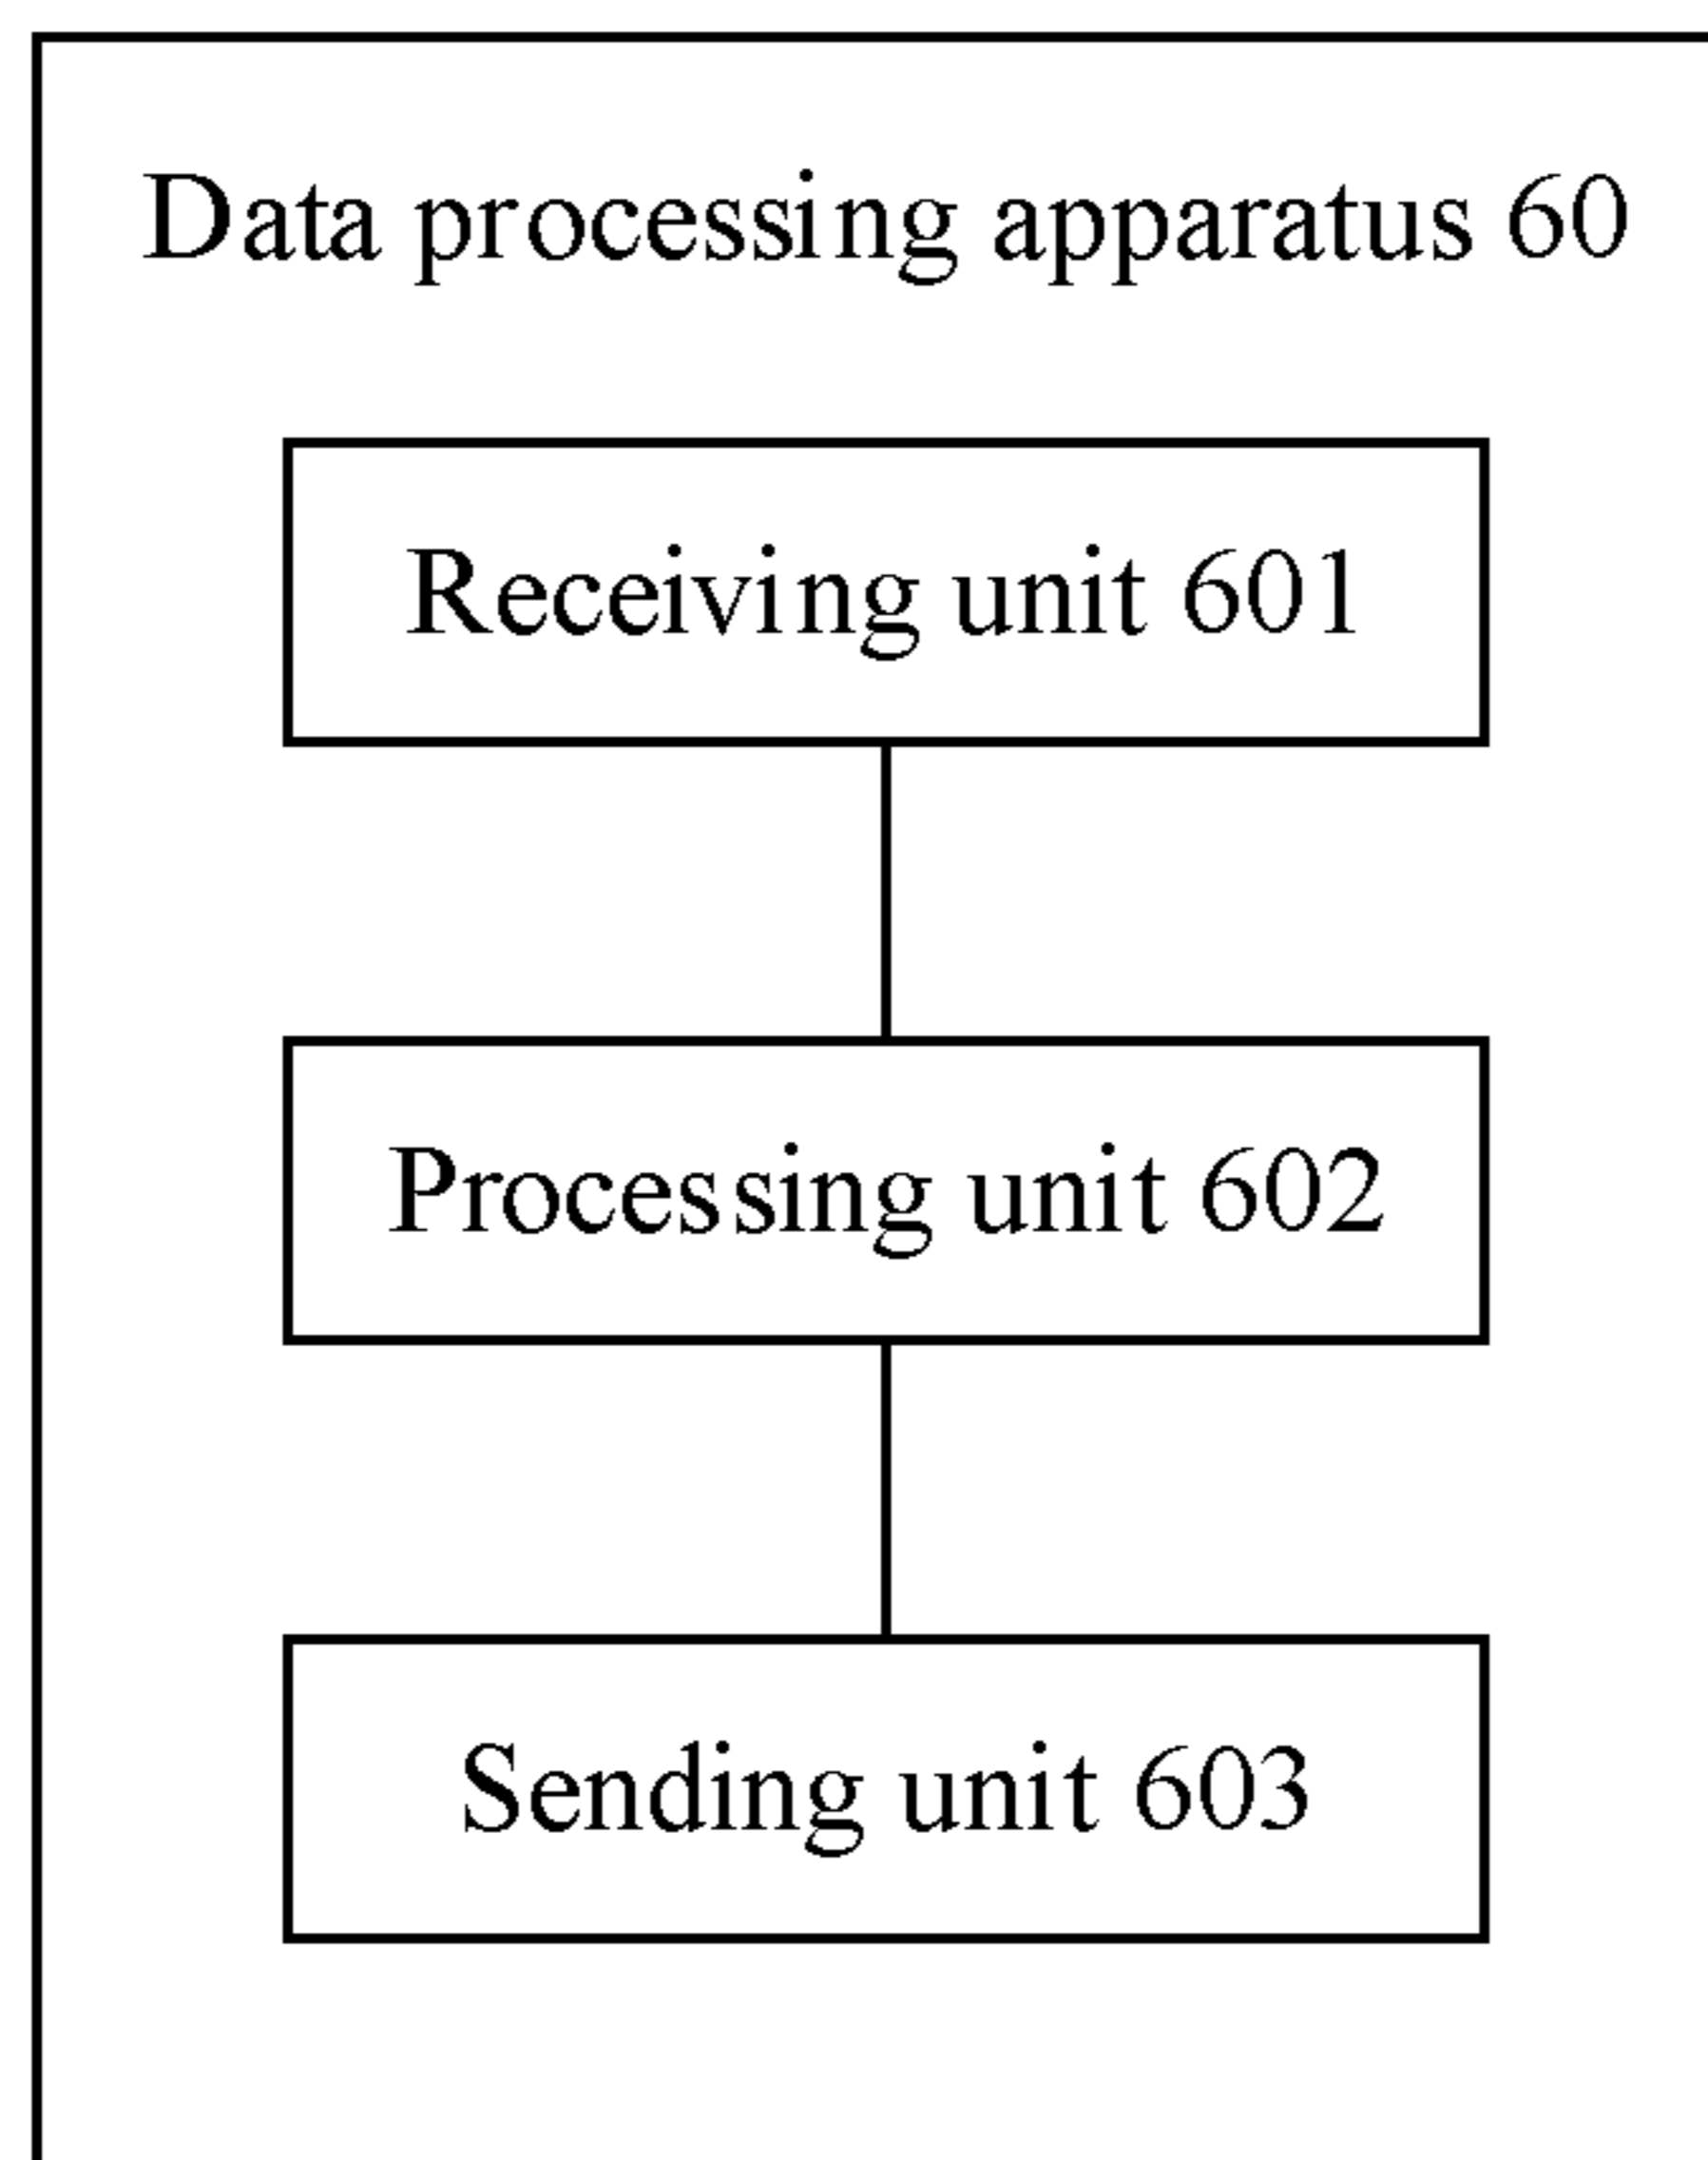 Data processing apparatus 60
Receiving unit 601
Processing unit 602
Sending unit 603